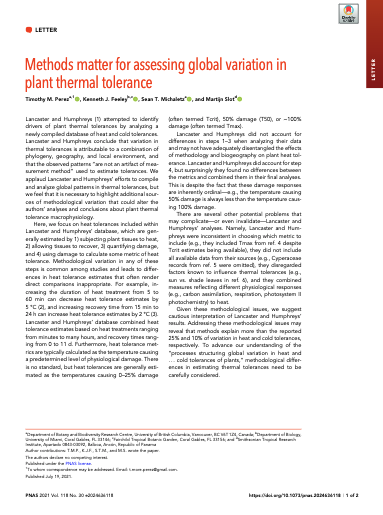 Check for updates
LETTER
LETTER
Methods matter for assessing global variation in
plant thermal tolerance
Timothy M. Perez, Kenneth J. Feeley, Sean T. Michaletz, and Martijn Slot
Lancaster and Humphreys (1) attempted to identify
drivers of plant thermal tolerances by analyzing a
newly compiled database of heat and cold tolerances.
Lancaster and Humphreys conclude that variation in
thermal tolerances is attributable to a combination of
phylogeny, geography, and local environment, and
that the observed patterns “are not an artifact of mea-
surement method” used to estimate tolerances. We
applaud Lancaster and Humphreys’ efforts to compile
and analyze global patterns in thermal tolerances, but
we feel that it is necessary to highlight additional sour-
ces of methodological variation that could alter the
authors’ analyses and conclusions about plant thermal
tolerance macrophysiology.
Here, we focus on heat tolerances included within
Lancaster and Humphreys’ database, which are gen-
erally estimated by 1) subjecting plant tissues to heat,
2) allowing tissues to recover, 3) quantifying damage,
and 4) using damage to calculate some metric of heat
tolerance. Methodological variations in any of these
steps is common among studies and leads to differ-
ences in heat tolerance estimates that often render
direct comparisons inappropriate. For example, in-
creasing the duration of heat treatment from 5 to
60 min can decrease heat tolerance estimates by
5 °C (2), and increasing recovery time from 15 min to
24 h can increase heat tolerance estimates by 2 °C (3).
Lancaster and Humphreys’ database combined heat
tolerance estimates based on heat treatments ranging
from minutes to many hours, and recovery times rang-
ing from 0 to 11 d. Furthermore, heat tolerance met-
rics are typically calculated as the temperature causing
a predetermined level of physiological damage. There
is no standard, but heat tolerances are generally esti-
mated as the temperatures causing 0–25% damage
(often termed Tcrit), 50% damage (T50), or ~100%
damage (often termed Tmax).
Lancaster and Humphreys did not account for
differences in steps 1–3 when analyzing their data
and may not have adequately disentangled the effects
of methodology and biogeography on plant heat tol-
erance. Lancaster and Humphreys did account for step
4, but surprisingly they found no differences between
the metrics and combined them in their final analyses.
This is despite the fact that these damage responses
are inherently ordinal—e.g., the temperature causing
50% damage is always less than the temperature caus-
ing 100% damage.
There are several other potential problems that
may complicate—or even invalidate—Lancaster and
Humphreys’ analyses. Namely, Lancaster and Hum-
phreys were inconsistent in choosing which metric to
include (e.g., they included Tmax from ref. 4 despite
Tcrit estimates being available), they did not include
all available data from their sources (e.g., Cyperaceae
records from ref. 5 were omitted), they disregarded
factors known to influence thermal tolerances (e.g.,
sun vs. shade leaves in ref. 6), and they combined
measures reflecting different physiological responses
(e.g., carbon assimilation, respiration, photosystem II
photochemistry) to heat.
Given these methodological issues, we suggest
cautious interpretation of Lancaster and Humphreys’
results. Addressing these methodological issues may
reveal that methods explain more than the reported
25% and 10% of variation in heat and cold tolerances,
respectively. To advance our understanding of the
“processes structuring global variation in heat and
... cold tolerances of plants,” methodological differ-
ences in estimating thermal tolerances need to be
carefully considered.
Department of Botany and Biodiversity Research Centre, University of British Columbia, Vancouver, BC V6T 1Z4, Canada; Department of Biology,
University of Miami, Coral Gables, FL 33146; Fairchild Tropical Botanic Garden, Coral Gables, FL 33156; and Smithsonian Tropical Research
Institute, Apartado 0843-03092, Balboa, Ancón, Republic of Panama
Author contributions: T.M.P., K.J.F., S.T.M., and M.S. wrote the paper.
The authors declare no competing interest.
Published under the PNAS license.
To whom correspondence may be addressed. Email: t.more.perez@gmail.com.
Published July 19, 2021.
PNAS 2021 Vol. 118 No. 30 e2024636118
https://doi.org/10.1073/pnas.2024636118 | 1 of 2